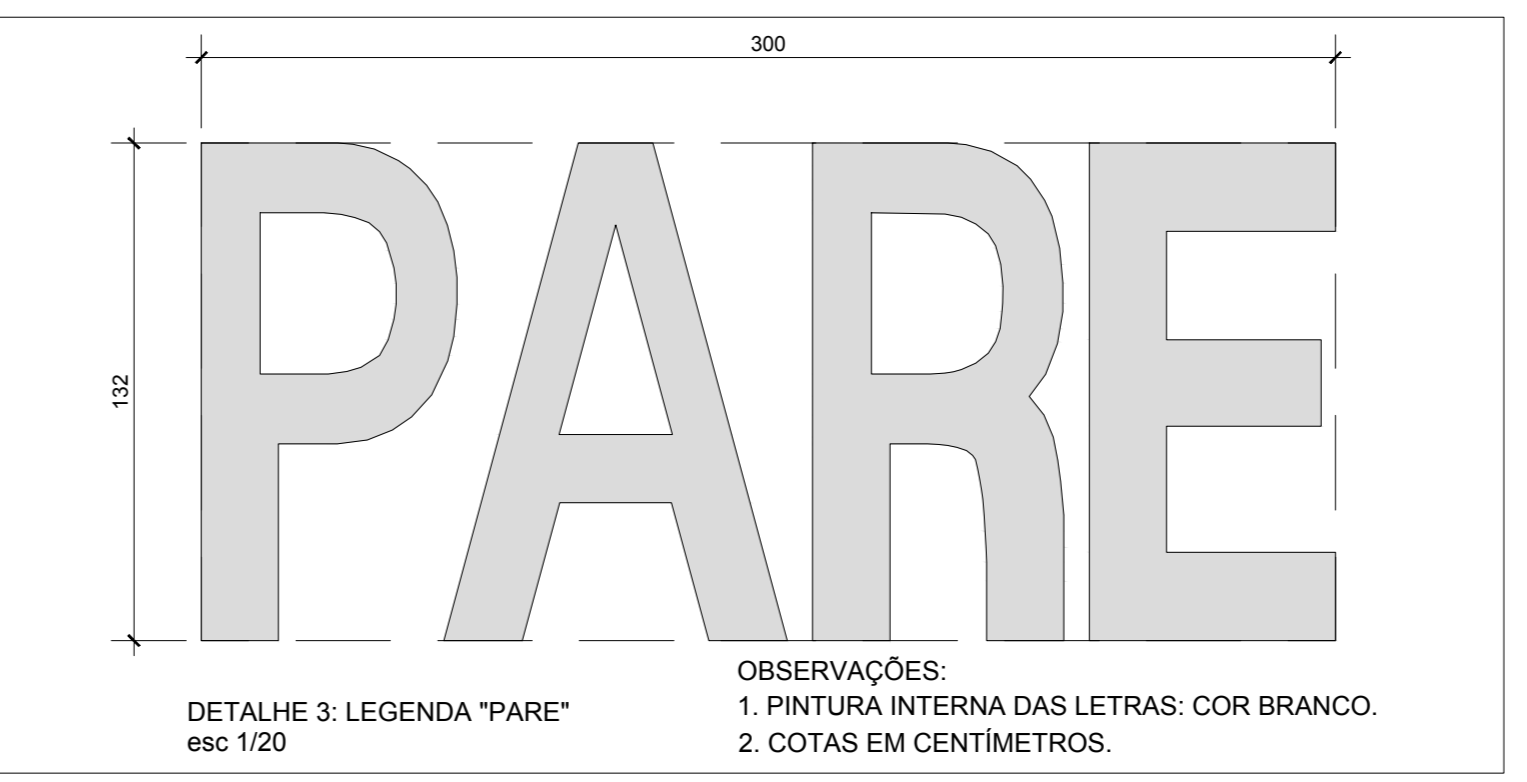 300
132
PARE
DETALHE 3: LEGENDA "PARE"
esc 1/20
OBSERVAÇÕES:
1. PINTURA INTERNA DAS LETRAS: COR BRANCO.
2. COTAS EM CENTÍMETROS.